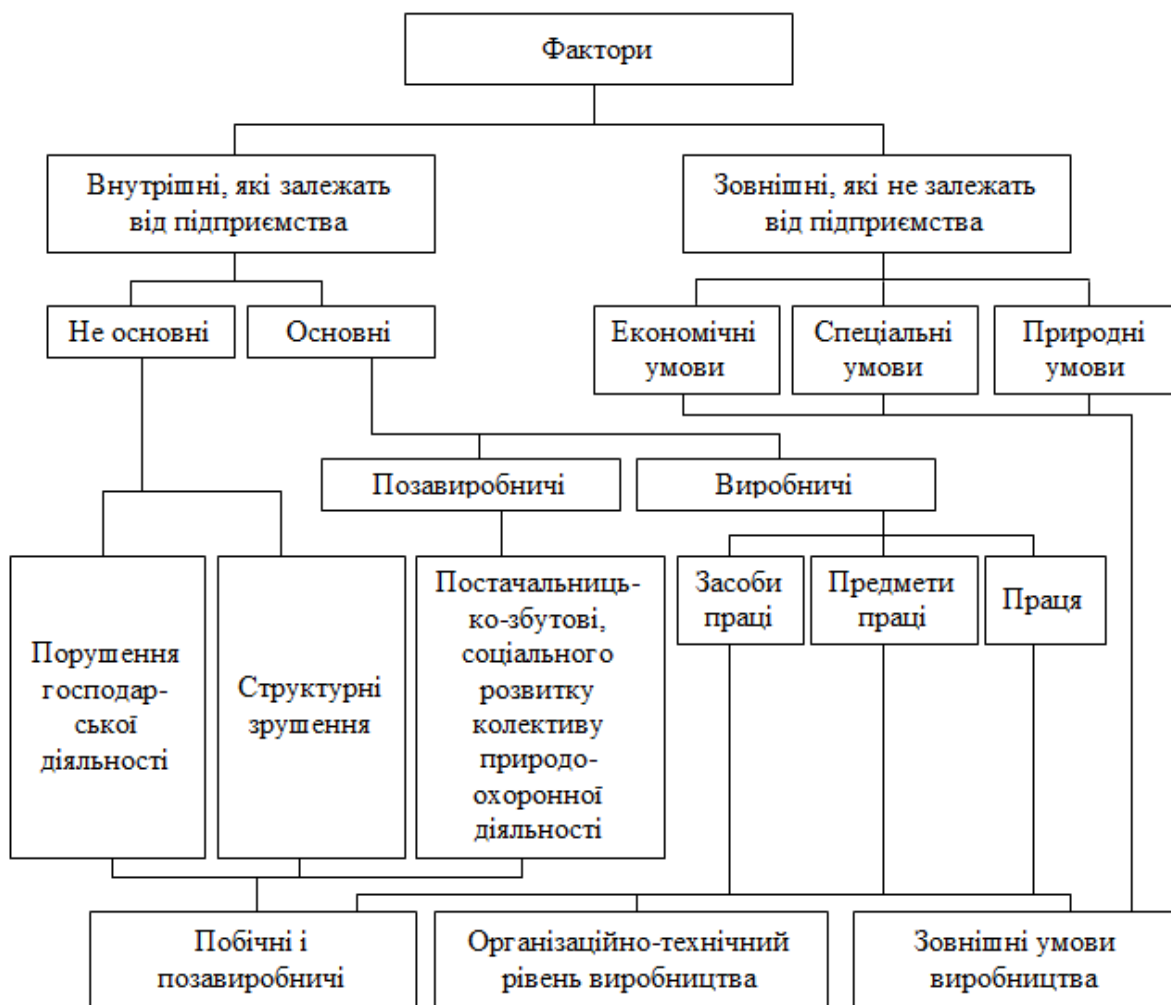 Фактори
Внутрішні, які залежать
від підприємства
Зовнішні, які не залежать
від підприємства
Не основні
Основні
Економічні
умови
Спеціальні
умови
Природні
умови
Позавиробничі
Виробничі
Порушення
господар-
ської
діяльності
Структурні
зрушення
Постачальниць-
ко-збутові,
соціального
розвитку
колективу
природо-
охоронної
діяльності
Засоби
праці
Предмети
праці
Праця
Побічні і
позавиробничі
Організаційно-технічний
рівень виробництва
Зовнішні умови
виробництва